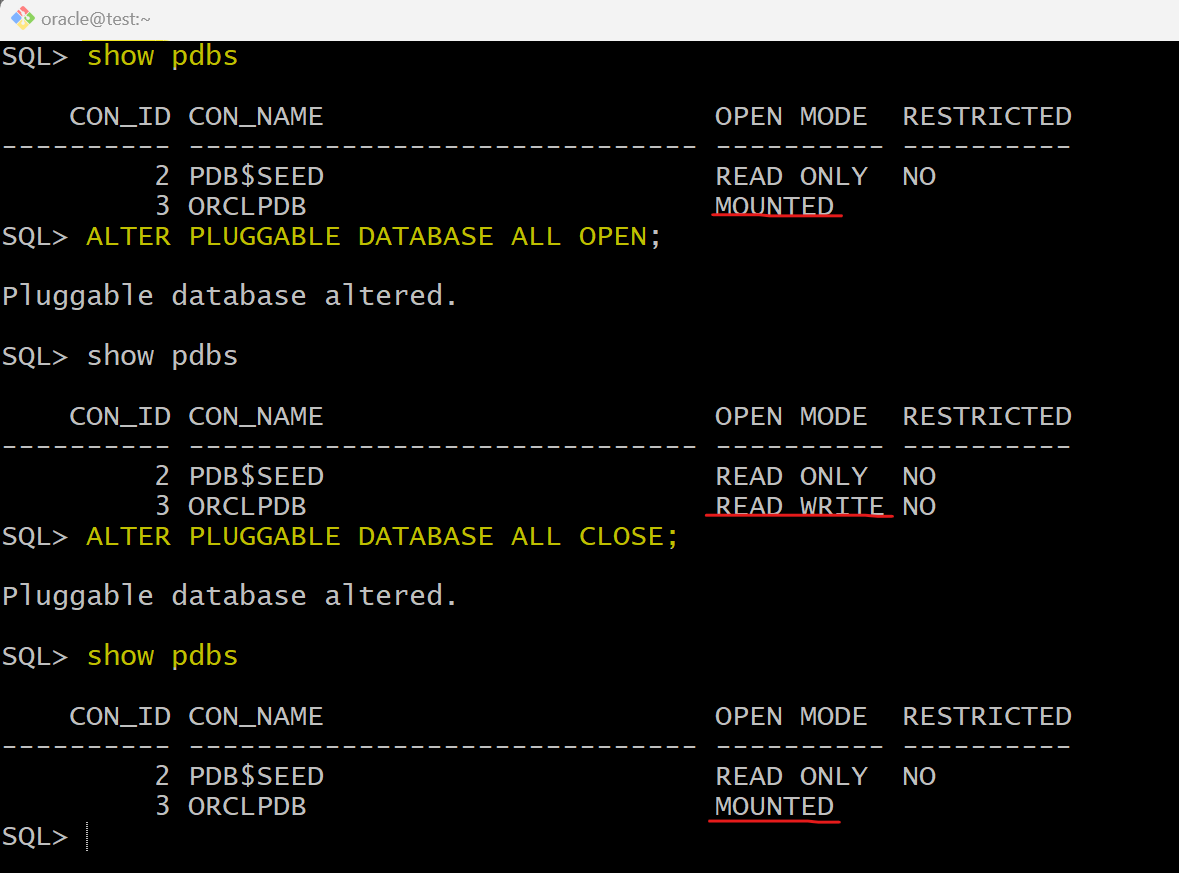 oracle@test:~
SQL> show pdbs
    CON_ID CON_NAME                       OPEN MODE  RESTRICTED
---------- ------------------------------ ---------- ----------
         2 PDB$SEED                       READ ONLY  NO
         3 ORCLPDB                        MOUNTED
SQL> ALTER PLUGGABLE DATABASE ALL OPEN;
Pluggable database altered.
SQL> show pdbs
    CON_ID CON_NAME                       OPEN MODE  RESTRICTED
---------- ------------------------------ ---------- ----------
         2 PDB$SEED                       READ ONLY  NO
         3 ORCLPDB                        READ WRITE NO
SQL> ALTER PLUGGABLE DATABASE ALL CLOSE;
Pluggable database altered.
SQL> show pdbs
    CON_ID CON_NAME                       OPEN MODE  RESTRICTED
---------- ------------------------------ ---------- ----------
         2 PDB$SEED                       READ ONLY  NO
         3 ORCLPDB                        MOUNTED
SQL>